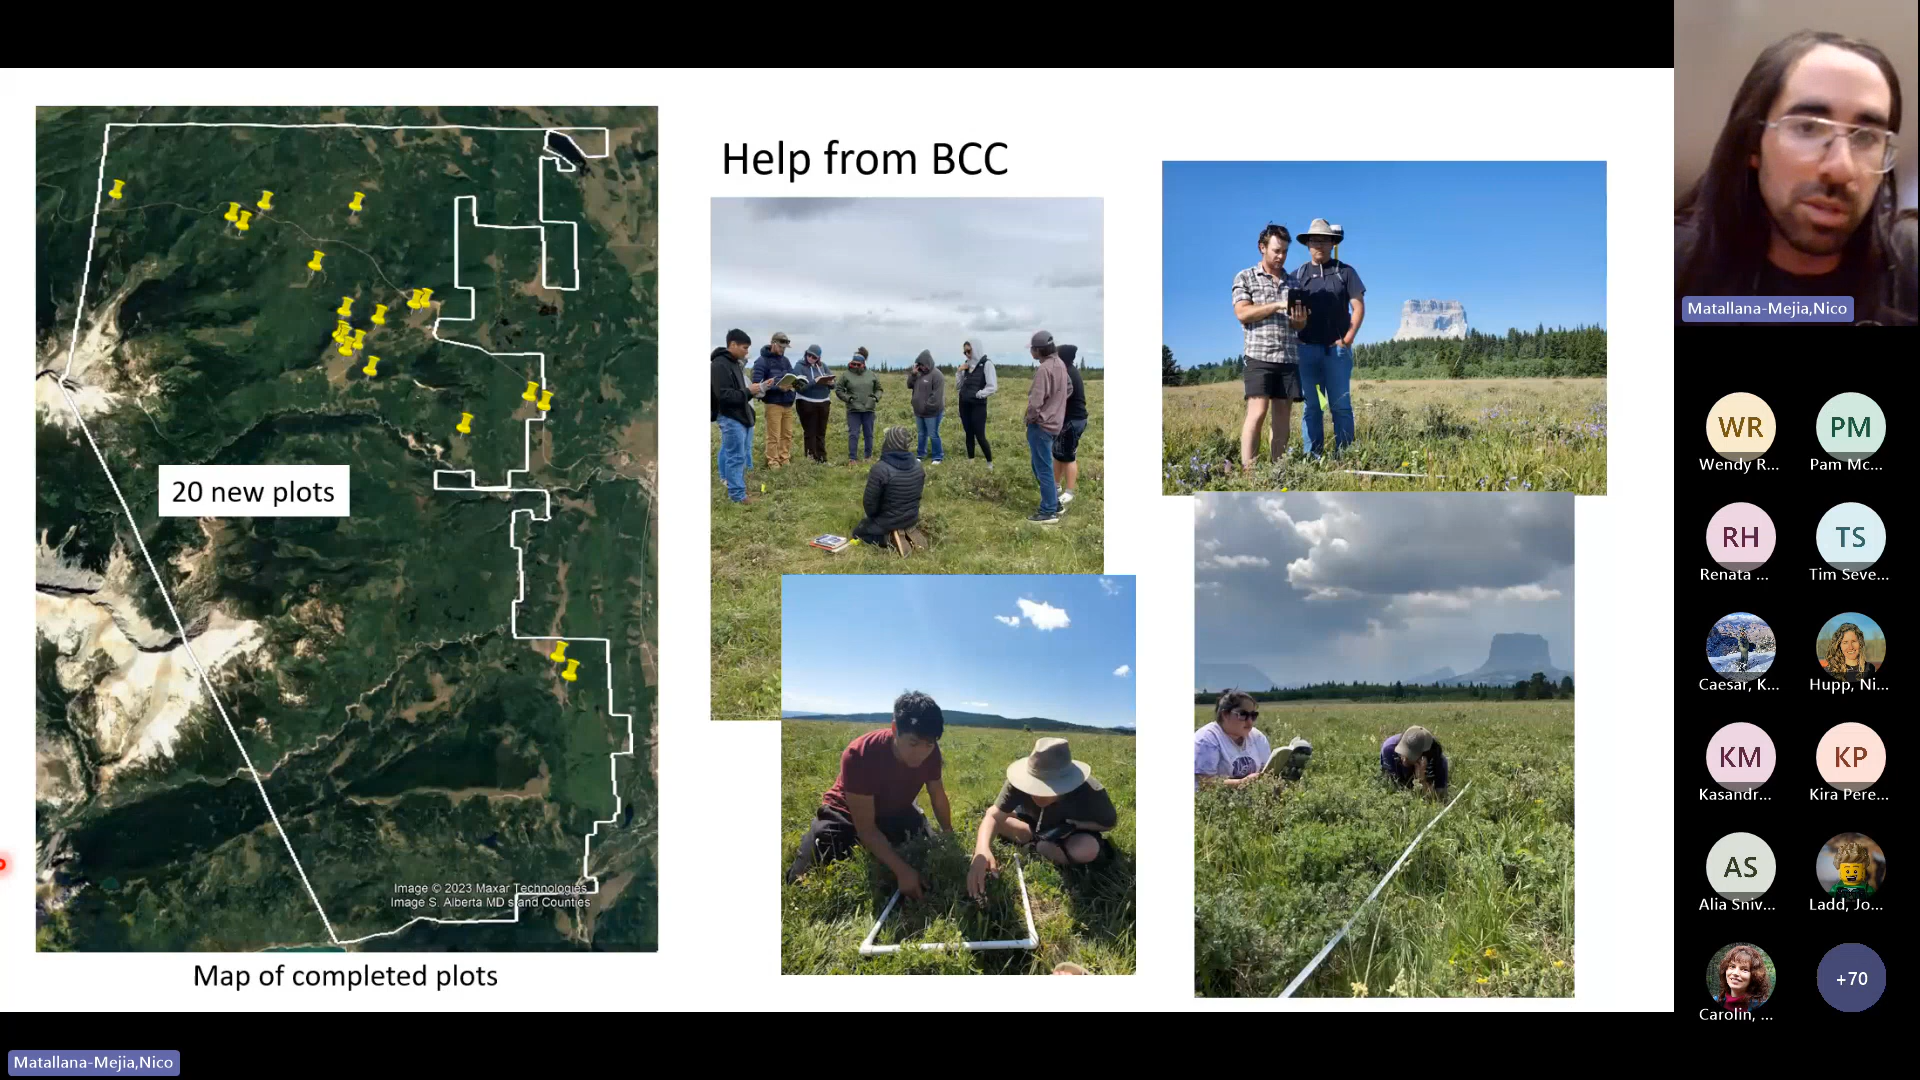 Help from BCC
20 new plots
Image © 2023 Maxar Technologies
Image S. Alberta MD s and Counties
Map of completed plots
Matallana-Mejia,Nico
WR
Wendy R...
PM
Pam Mc...
RH
Renata ...
TS
Tim Seve...
Caesar, K...
Hupp, Ni...
KM
Kasandr...
KP
Kira Pere...
AS
Alia Sniv...
Ladd, Jo...
Carolin, ...
+70
Matallana-Mejia,Nico